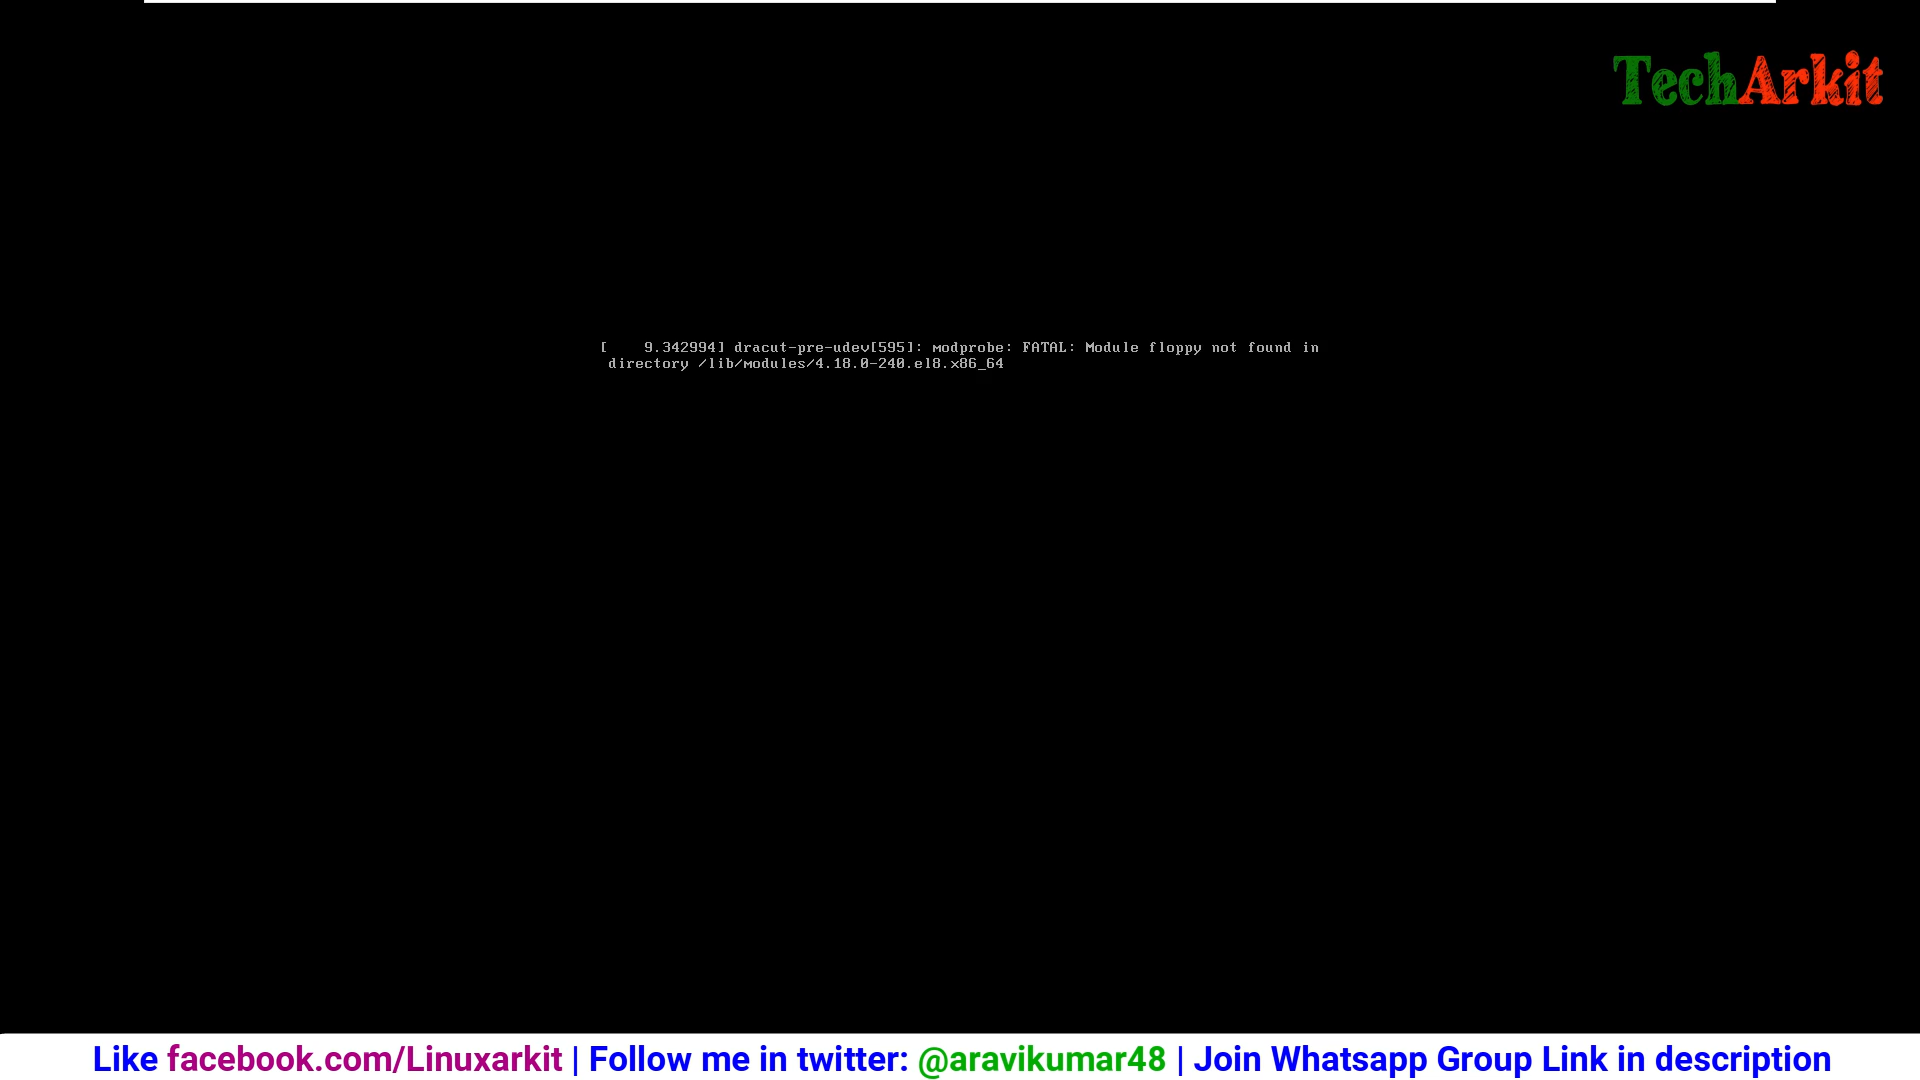 TechArkit
[    9.342994] dracut-pre-udev[595]: modprobe: FATAL: Module floppy not found in
directory /lib/modules/4.18.0-240.el8.x86_64
Like facebook.com/Linuxarkit | Follow me in twitter: @aravikumar48 | Join Whatsapp Group Link in description